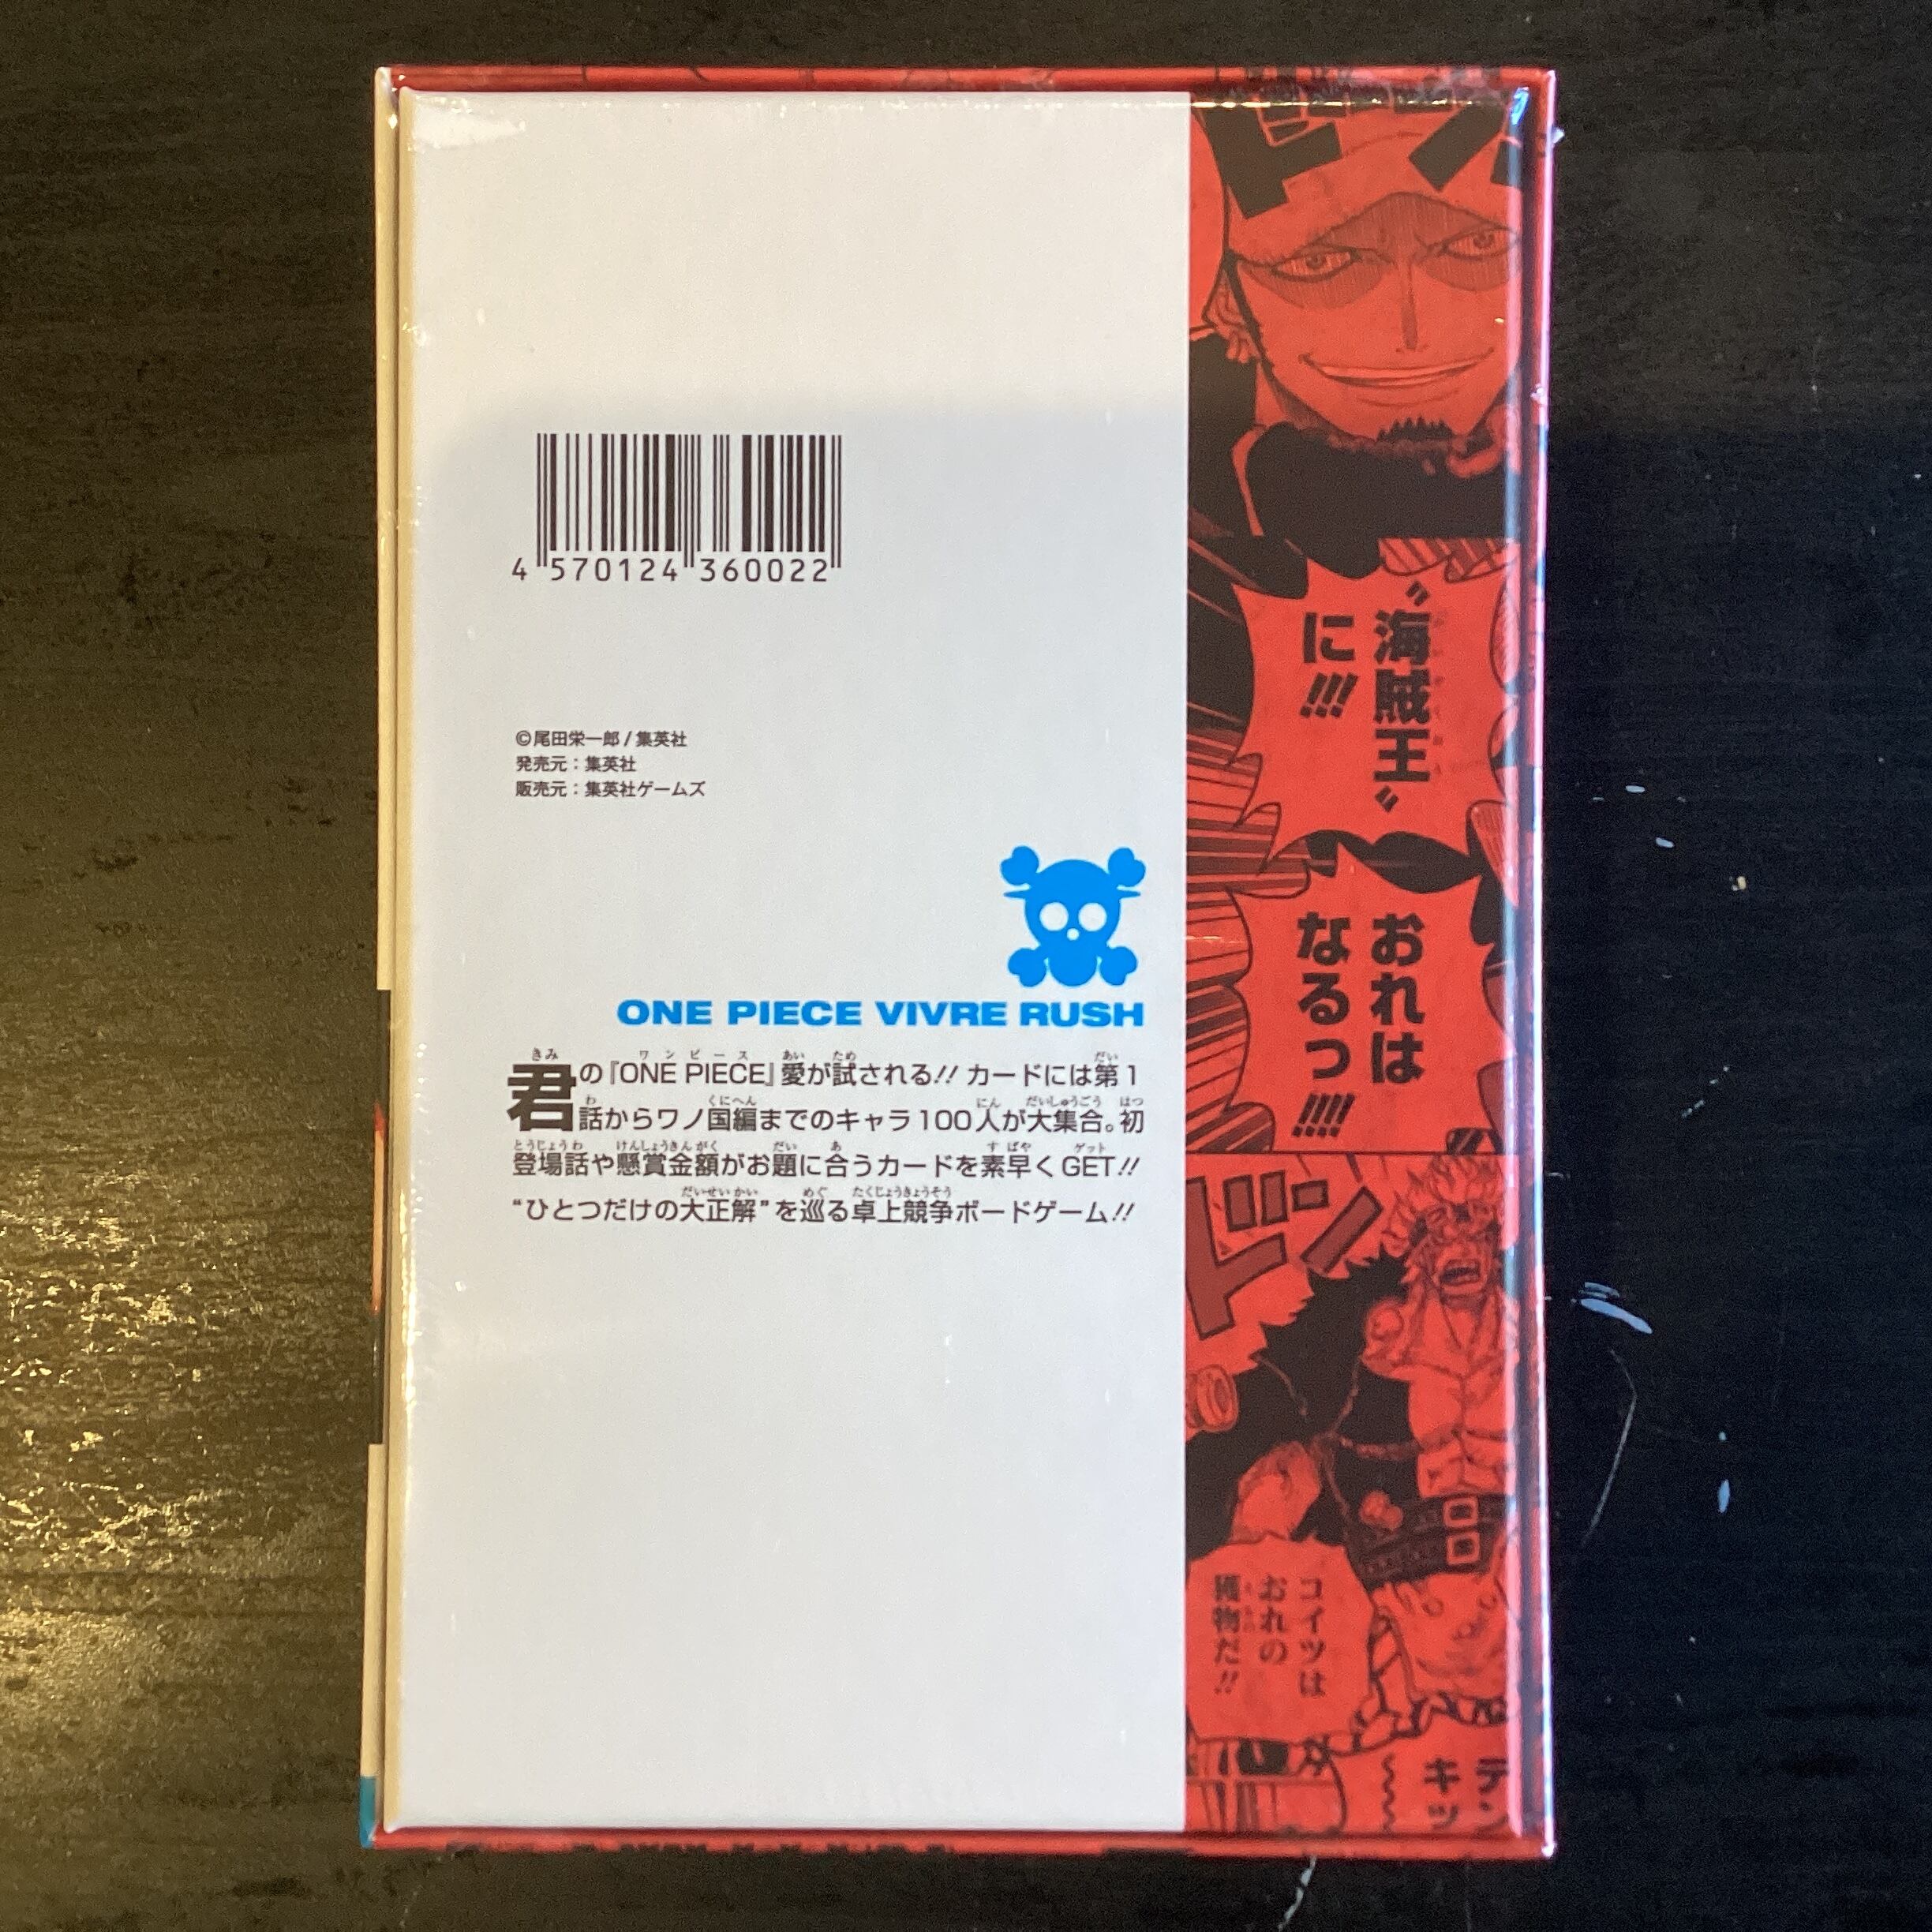 4 570124 360022
©尾田栄一郎/集英社
発売元：集英社
販売元：集英社ゲームズ
ONE PIECE VIVRE RUSH
君の『ONE PIECE』愛が試される!! カードには第1
話からワノ国編までのキャラ100人が大集合。初
登場話や懸賞金額がお題に合うカードを素早くGET!!
“ひとつだけの大正解”を巡る卓上競争ボードゲーム!!
〝海賊王〟
に!!!
おれは
なるっ!!!!
ドン
コイツは
おれの
獲物だ!!